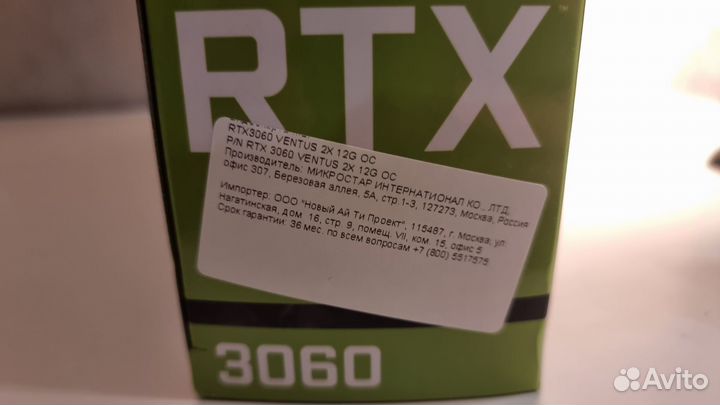 RTX
RTX3060 VENTUS 2X 12G OC
P/N RTX 3060 VENTUS 2X 12G OC
Производитель: МИКРОСТАР ИНТЕРНАТИОНАЛ КО., ЛТД,
офис 307, Березовая аллея, 5А, стр.1-3, 127273, Москва, Россия
Импортер: ООО "Новый Ай Ти Проект", 115487, г. Москва, ул.
Нагатинская, дом 16, стр. 9, помещ. VII, ком. 15, офис 5
Срок гарантии: 36 мес. по всем вопросам +7 (800) 5517575
3060
Avito